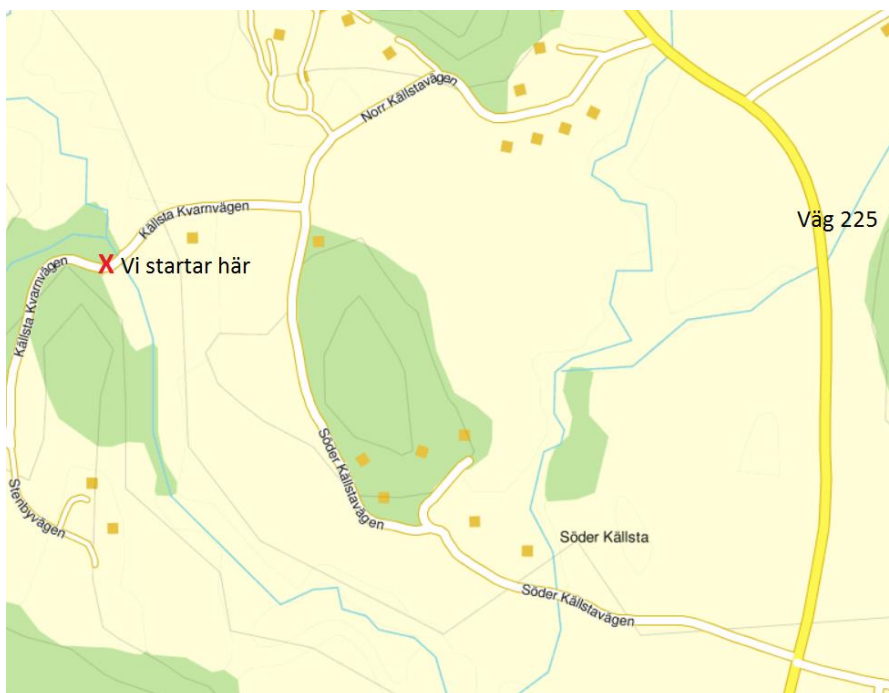 Norr Källstavägen
Källsta Kvarnvägen
Väg 225
X Vi startar här
Källsta Kvarnvägen
Söder Källstavägen
Stenbyvägen
Söder Källsta
Söder Källstavägen